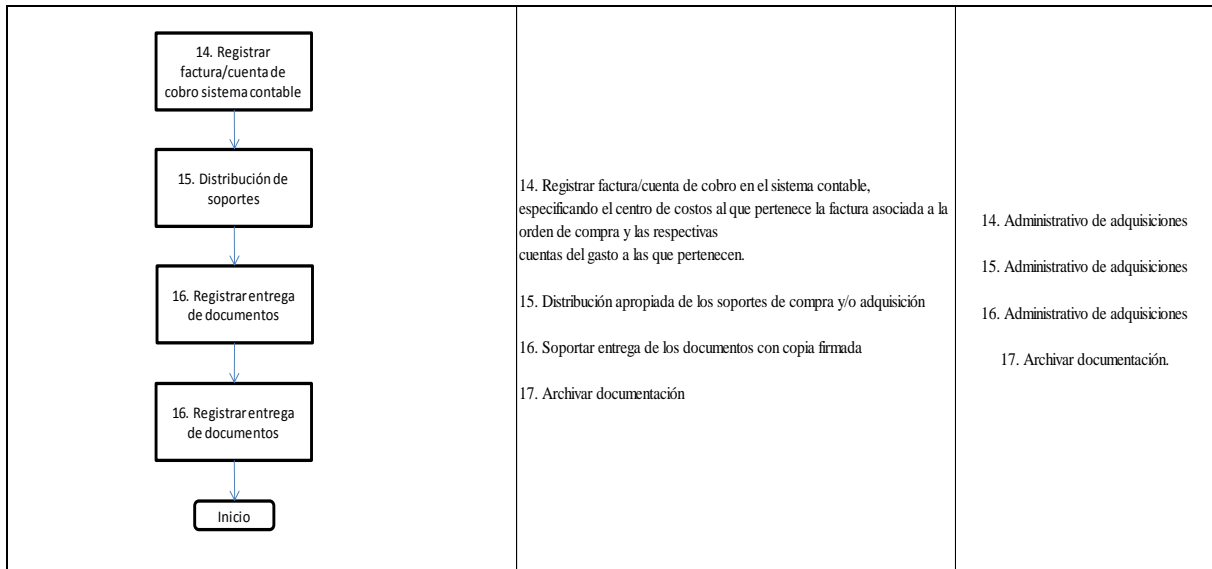 14. Registrar
factura/cuenta de
cobro sistema contable
15. Distribución de
soportes
16. Registrar entrega
de documentos
16. Registrar entrega
de documentos
Inicio
14. Registrar factura/cuenta de cobro en el sistema contable,
especificando el centro de costos al que pertenece la factura asociada a la
orden de compra y las respectivas
cuentas del gasto a las que pertenecen.
15. Distribución apropiada de los soportes de compra y/o adquisición
16. Soportar entrega de los documentos con copia firmada
17. Archivar documentación
14. Administrativo de adquisiciones
15. Administrativo de adquisiciones
16. Administrativo de adquisiciones
17. Archivar documentación.